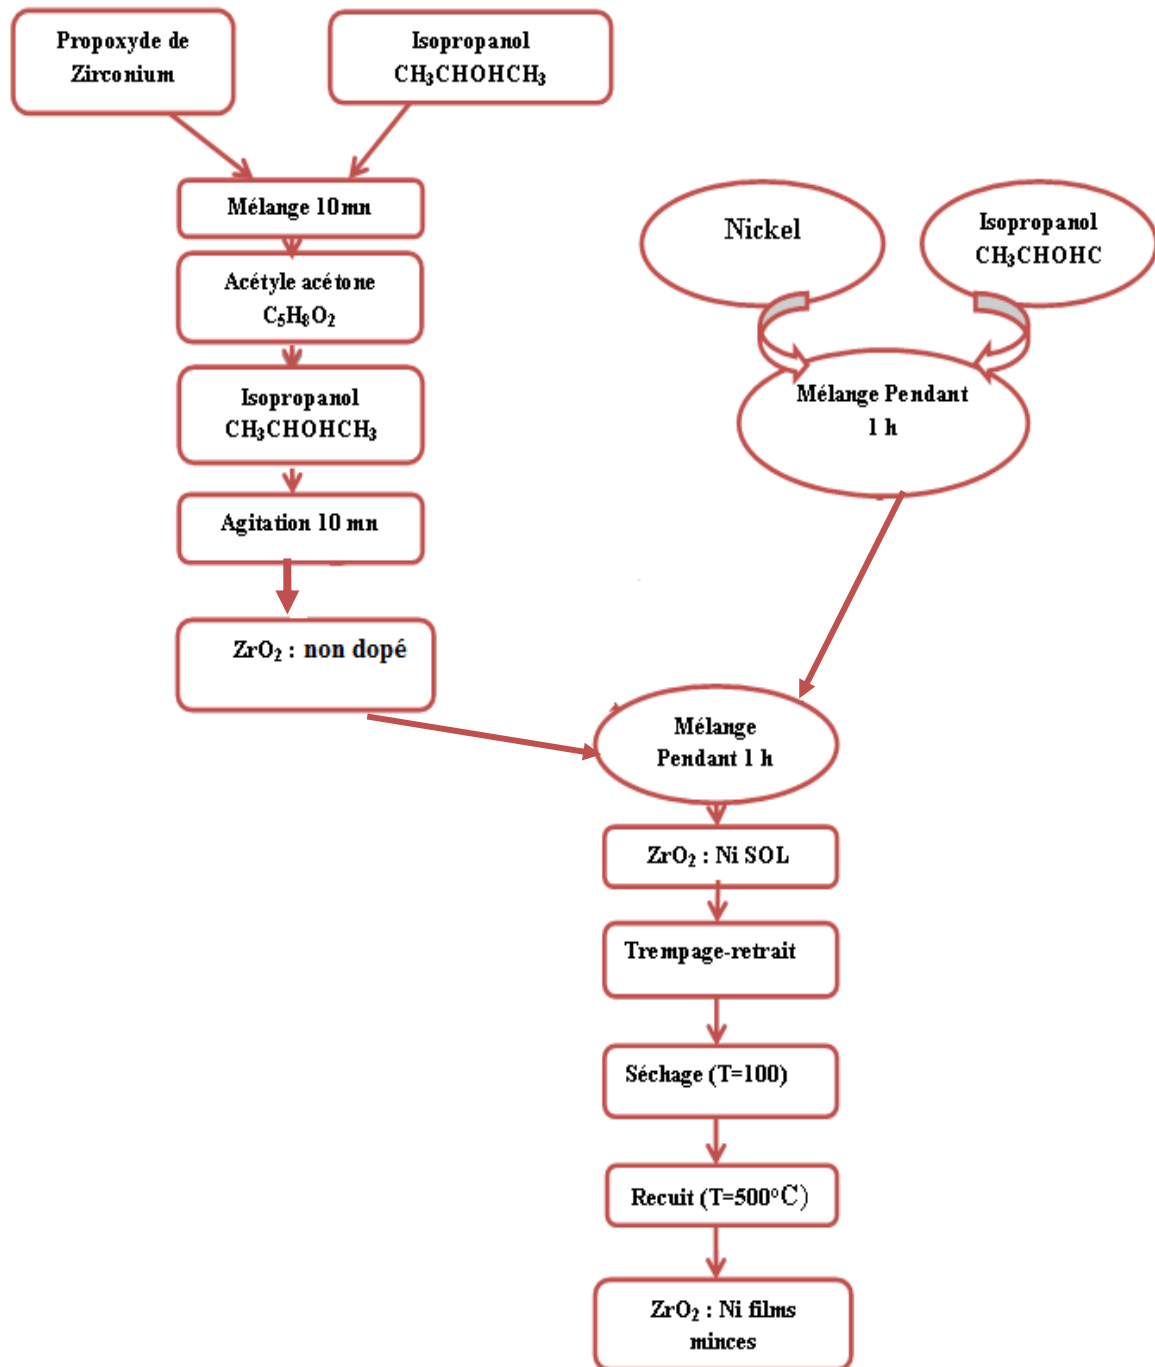 Propoxyde de
Zirconium
Isopropanol
CH₃CHOHCH₃
Mélange 10mn
Acétyle acétone
C₅H₈O₂
Isopropanol
CH₃CHOHCH₃
Agitation 10 mn
ZrO₂ : non dopé
Nickel
Isopropanol
CH₃CHOHC
Mélange Pendant
1 h
Mélange
Pendant 1 h
ZrO₂ : Ni SOL
Trempage-retrait
Séchage (T=100)
Recuit (T=500°C)
ZrO₂ : Ni films
minces